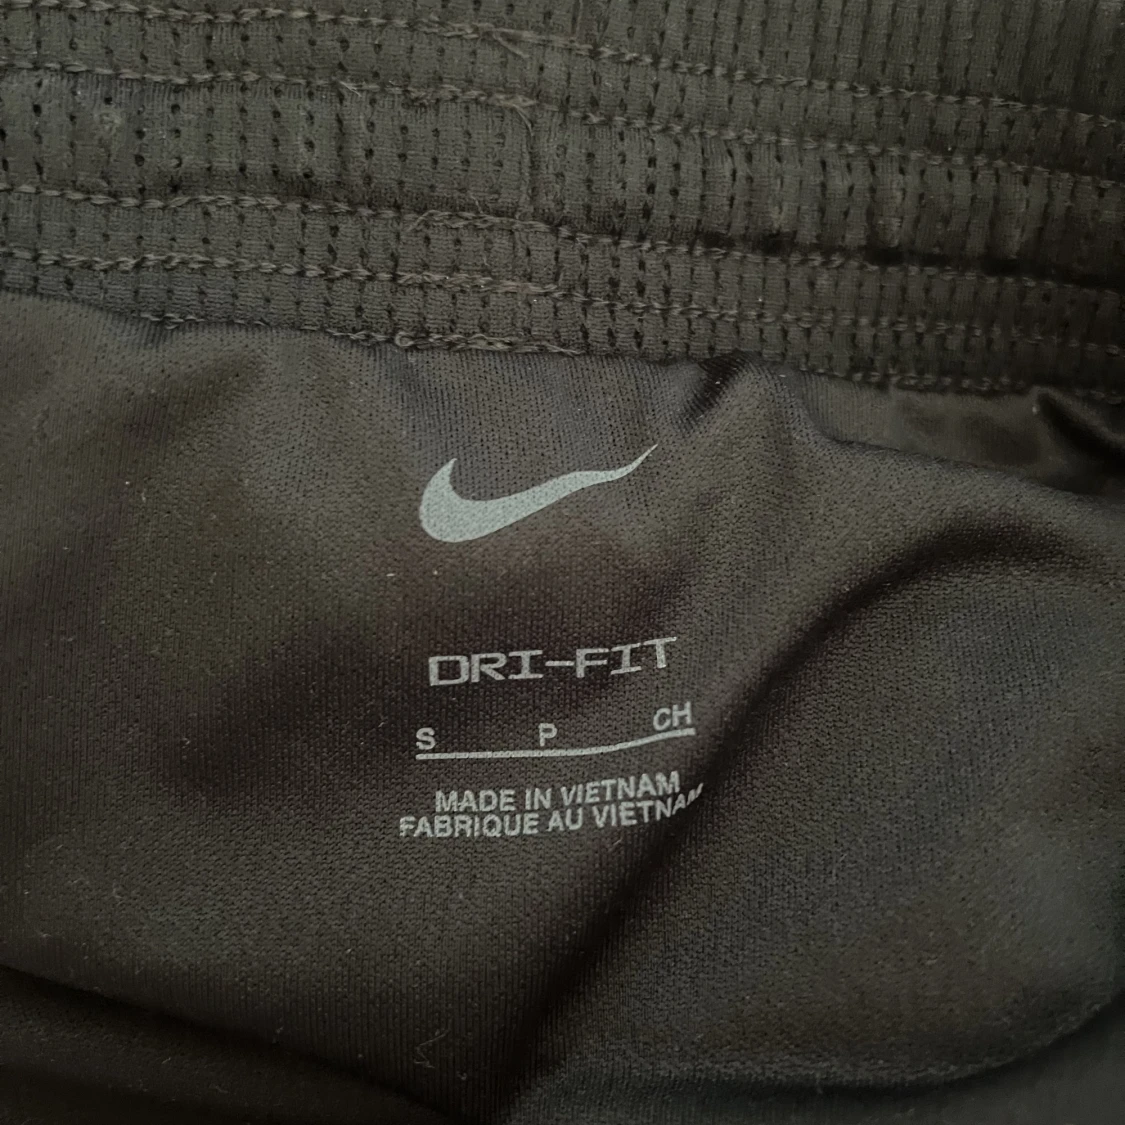 DRI-FIT
S P CH
MADE IN VIETNAM
FABRIQUE AU VIETNAM